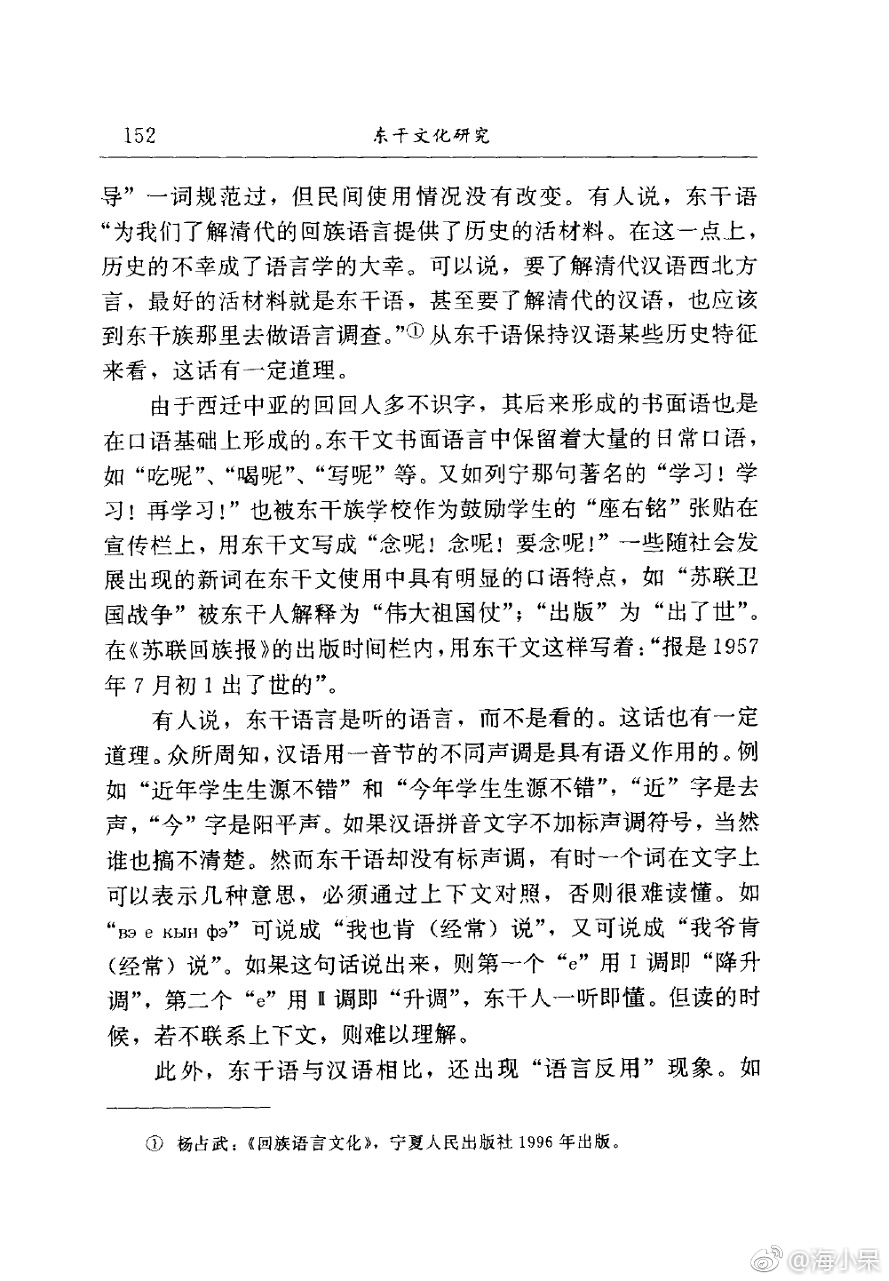 152
东干文化研究
导”一词规范过，但民间使用情况没有改变。有人说，东干语
“为我们了解清代的回族语言提供了历史的活材料。在这一点上，
历史的不幸成了语言学的大幸。可以说，要了解清代汉语西北方
言，最好的活材料就是东干语，甚至要了解清代的汉语，也应该
到东干族那里去做语言调查。”①从东干语保持汉语某些历史特征
来看，这话有一定道理。
由于西迁中亚的回回人多不识字，其后来形成的书面语也是
在口语基础上形成的。东干文书面语言中保留着大量的日常口语，
如“吃呢”、“喝呢”、“写呢”等。又如列宁那句著名的“学习！学
习！再学习！”也被东干族学校作为鼓励学生的“座右铭”张贴在
宣传栏上，用东干文写成“念呢！念呢！要念呢！”一些随社会发
展出现的新词在东干文使用中具有明显的口语特点，如“苏联卫
国战争”被东干人解释为“伟大祖国仗”；“出版”为“出了世”。
在《苏联回族报》的出版时间栏内，用东干文这样写着：“报是1957
年7月初1出了世的”。
有人说，东干语言是听的语言，而不是看的。这话也有一定
道理。众所周知，汉语用一音节的不同声调是具有语义作用的。例
如“近年学生生源不错”和“今年学生生源不错”，“近”字是去
声，“今”字是阳平声。如果汉语拼音文字不加标声调符号，当然
谁也搞不清楚。然而东干语却没有标声调，有时一个词在文字上
可以表示几种意思，必须通过上下文对照，否则很难读懂。如
“вэ е кын фэ”可说成“我也肯（经常）说”，又可说成“我爷肯
（经常）说”。如果这句话说出来，则第一个“е”用Ⅰ调即“降升
调”，第二个“е”用Ⅱ调即“升调”，东干人一听即懂。但读的时
候，若不联系上下文，则难以理解。
此外，东干语与汉语相比，还出现“语言反用”现象。如
① 杨占武：《回族语言文化》，宁夏人民出版社1996年出版。
@海小呆